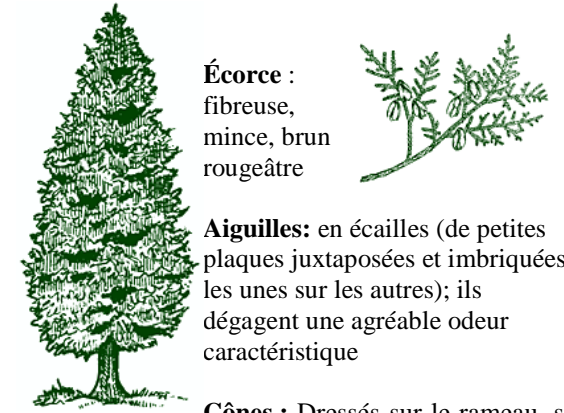 Écorce :
fibreuse,
mince, brun
rougeâtre
Aiguilles: en écailles (de petites
plaques juxtaposées et imbriquées
les unes sur les autres); ils
dégagent une agréable odeur
caractéristique
Cônes : Dressés sur le rameau,